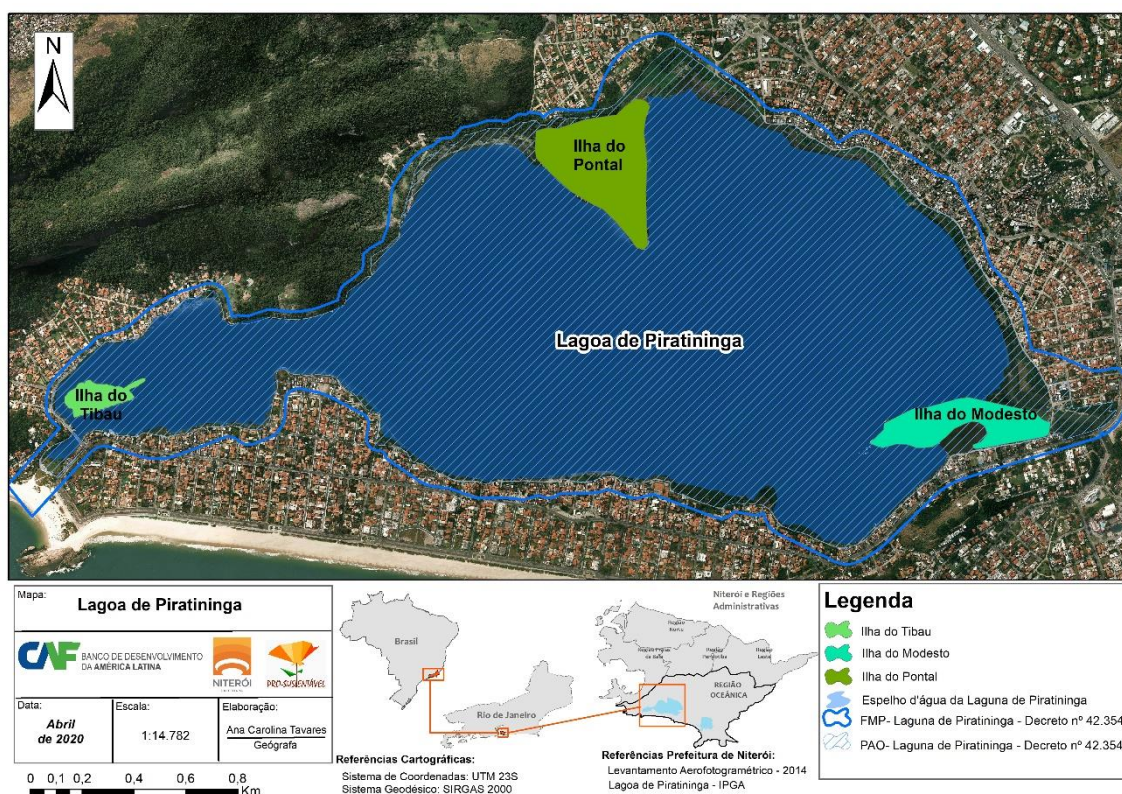 N
Ilha do
Pontal
Lagoa de Piratininga
Ilha do
Tibau
Ilha do Modesto
Mapa:
Lagoa de Piratininga
CAF BANCO DE DESENVOLVIMENTO
DA AMÉRICA LATINA
NITERÓI
PRO-SUSTENTÁVEL
Data:
Abril
de 2020
Escala:
1:14.782
Elaboração:
Ana Carolina Tavares
Geógrafa
0 0,1 0,2 0,4 0,6 0,8
Km
Brasil
Rio de Janeiro
Niterói e Regiões
Administrativas
Região
Norte
REGIÃO
OCEÂNICA
Referências Cartográficas:
Sistema de Coordenadas: UTM 23S
Sistema Geodésico: SIRGAS 2000
Referências Prefeitura de Niterói:
Levantamento Aerofotogramétrico - 2014
Lagoa de Piratininga - IPGA
Legenda
Ilha do Tibau
Ilha do Modesto
Ilha do Pontal
Espelho d'água da Laguna de Piratininga
FMP- Laguna de Piratininga - Decreto nº 42.354
PAO- Laguna de Piratininga - Decreto nº 42.354